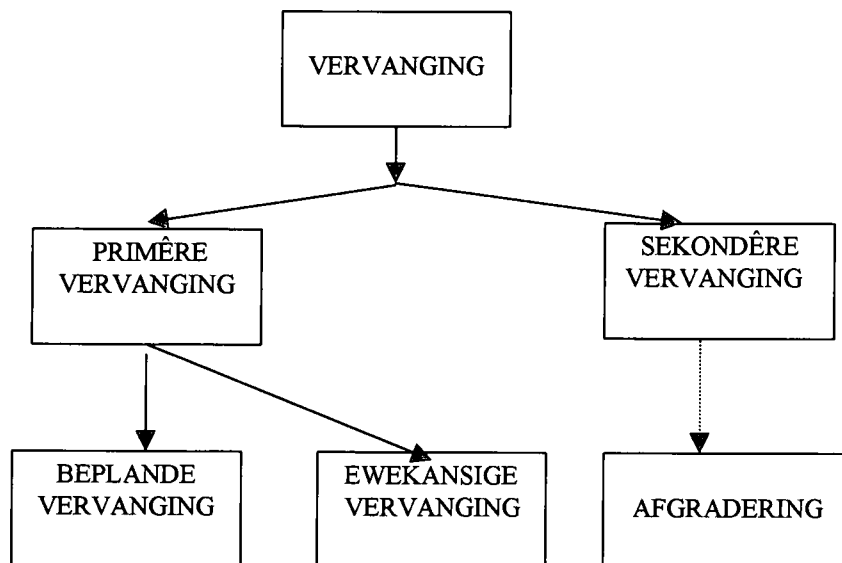 VERVANGING
PRIMÊRE
VERVANGING
SEKONDÊRE
VERVANGING
BEPLANDE
VERVANGING
EWEKANSIGE
VERVANGING
AFGRADERING